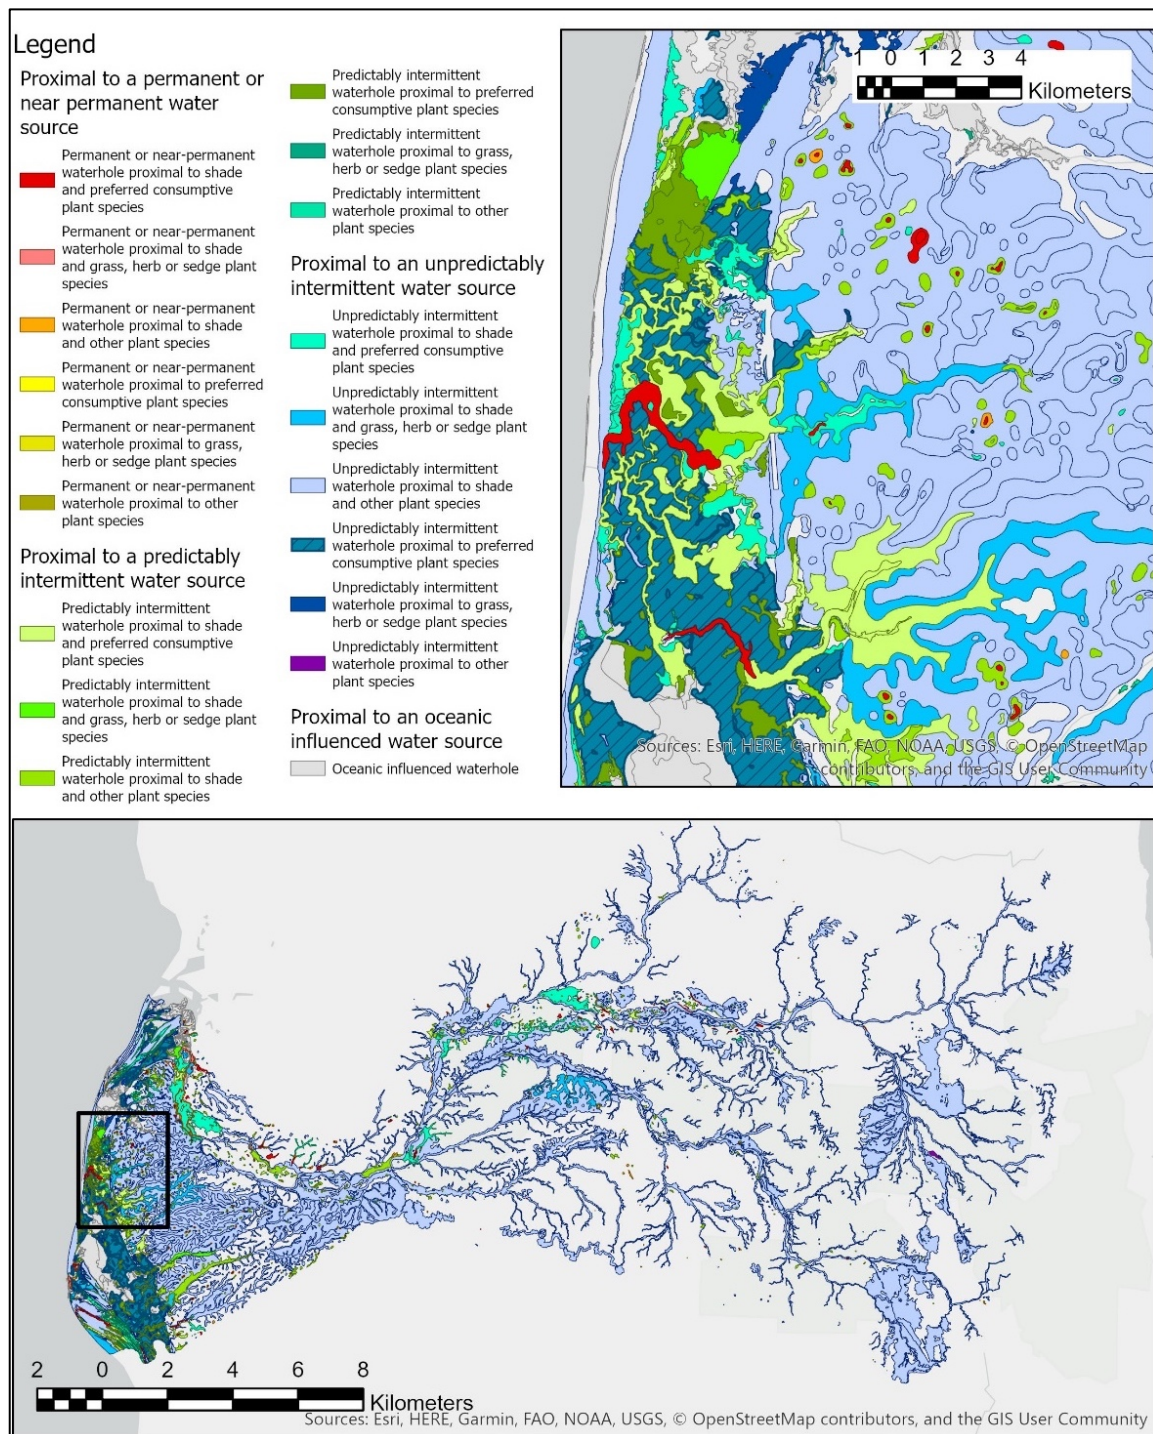 Legend
Proximal to a permanent or
near permanent water
source
Permanent or near-permanent
waterhole proximal to shade
and preferred consumptive
plant species
Permanent or near-permanent
waterhole proximal to shade
and grass, herb or sedge plant
species
Permanent or near-permanent
waterhole proximal to shade
and other plant species
Permanent or near-permanent
waterhole proximal to preferred
consumptive plant species
Permanent or near-permanent
waterhole proximal to grass,
herb or sedge plant species
Permanent or near-permanent
waterhole proximal to other
plant species
Proximal to a predictably
intermittent water source
Predictably intermittent
waterhole proximal to shade
and preferred consumptive
plant species
Predictably intermittent
waterhole proximal to shade
and grass, herb or sedge plant
species
Predictably intermittent
waterhole proximal to shade
and other plant species
Predictably intermittent
waterhole proximal to preferred
consumptive plant species
Predictably intermittent
waterhole proximal to grass,
herb or sedge plant species
Predictably intermittent
waterhole proximal to other
plant species
Proximal to an unpredictably
intermittent water source
Unpredictably intermittent
waterhole proximal to shade
and preferred consumptive
plant species
Unpredictably intermittent
waterhole proximal to shade
and grass, herb or sedge plant
species
Unpredictably intermittent
waterhole proximal to shade
and other plant species
Unpredictably intermittent
waterhole proximal to preferred
consumptive plant species
Unpredictably intermittent
waterhole proximal to grass,
herb or sedge plant species
Unpredictably intermittent
waterhole proximal to other
plant species
Proximal to an oceanic
influenced water source
Oceanic influenced waterhole
1 0 1 2 3 4
Kilometers
Sources: Esri, HERE, Garmin, FAO, NOAA, USGS, © OpenStreetMap
contributors, and the GIS User Community
2 0 2 4 6 8
Kilometers
Sources: Esri, HERE, Garmin, FAO, NOAA, USGS, © OpenStreetMap contributors, and the GIS User Community